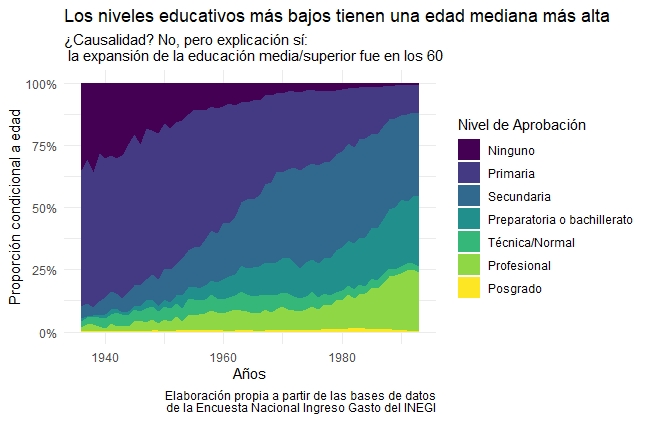 Los niveles educativos más bajos tienen una edad mediana más alta
¿Causalidad? No, pero explicación sí:
la expansión de la educación media/superior fue en los 60
Proporción condicional a edad
100%
75%
50%
25%
0%
1940
1960
1980
Años
Nivel de Aprobación
Ninguno
Primaria
Secundaria
Preparatoria o bachillerato
Técnica/Normal
Profesional
Posgrado
Elaboración propia a partir de las bases de datos
de la Encuesta Nacional Ingreso Gasto del INEGI